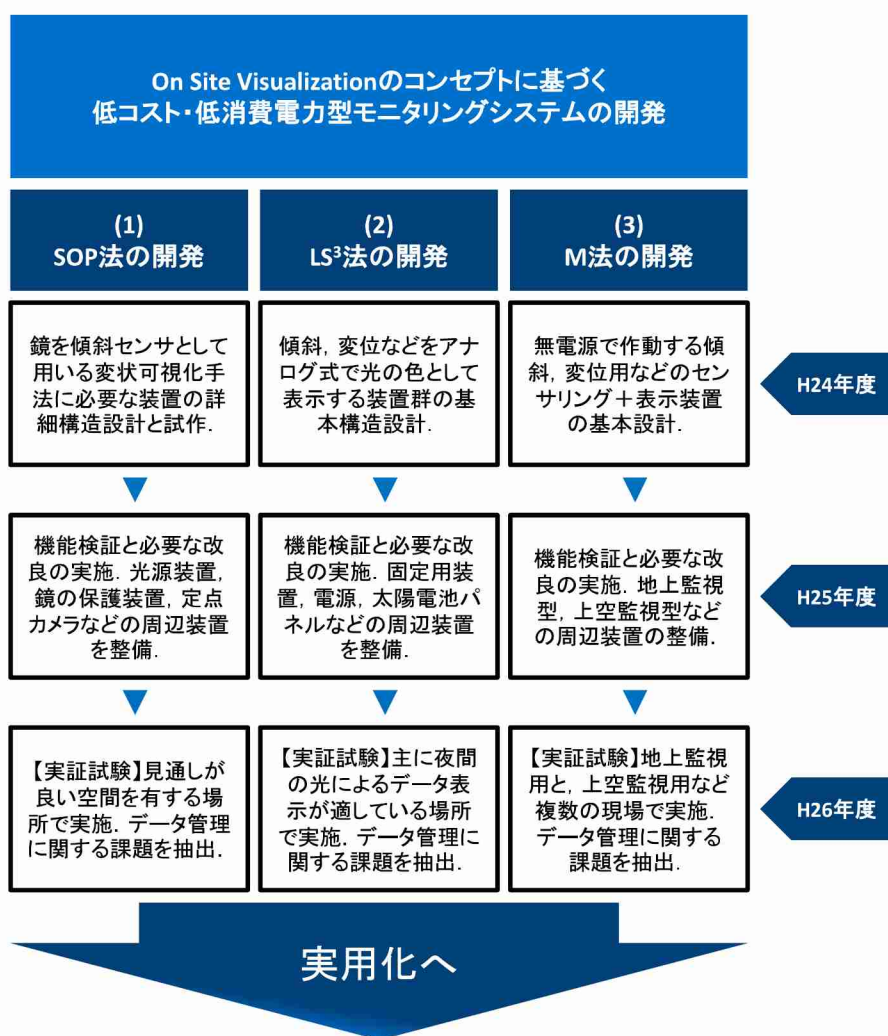 On Site Visualizationのコンセプトに基づく
低コスト・低消費電力型モニタリングシステムの開発
(1)
SOP法の開発
(2)
LS³法の開発
(3)
M法の開発
鏡を傾斜センサとして
用いる変状可視化手
法に必要な装置の詳
細構造設計と試作.
傾斜, 変位などをアナ
ログ式で光の色として
表示する装置群の基
本構造設計.
無電源で作動する傾
斜, 変位用などのセン
サリング＋表示装置
の基本設計.
H24年度
機能検証と必要な改
良の実施. 光源装置,
鏡の保護装置, 定点
カメラなどの周辺装置
を整備.
機能検証と必要な改
良の実施. 固定用装
置, 電源, 太陽電池パ
ネルなどの周辺装置
を整備.
機能検証と必要な改
良の実施. 地上監視
型, 上空監視型など
の周辺装置の整備.
H25年度
【実証試験】見通しが
良い空間を有する場
所で実施. データ管理
に関する課題を抽出.
【実証試験】主に夜間
の光によるデータ表
示が適している場所
で実施. データ管理に
関する課題を抽出.
【実証試験】地上監視
用と, 上空監視用など
複数の現場で実施.
データ管理に関する
課題を抽出.
H26年度
実用化へ